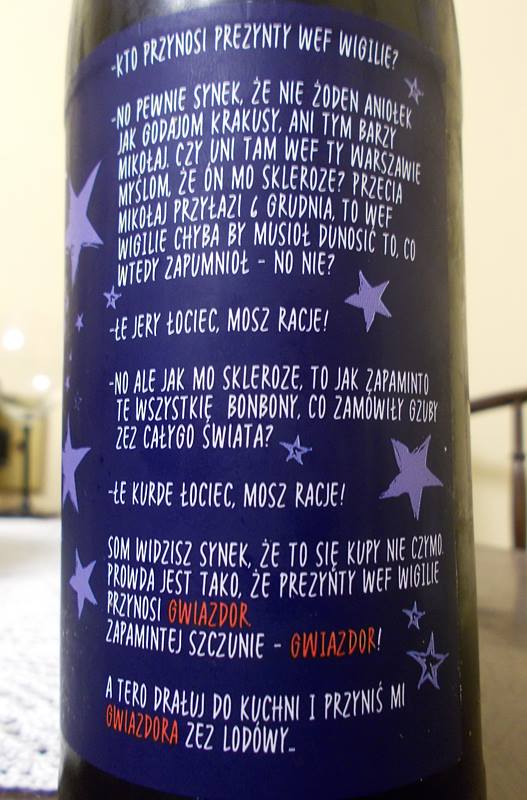 -KTO PRZYNOSI PREZYNTY WEF WIGILIE?
-NO PEWNIE SYNEK, ŻE NIE ŻODEN ANIOŁEK
JAK GODAJOM KRAKUSY, ANI TYM BARZY
MIKOŁAJ. CZY UNI TAM WEF TY WARSZAWIE
MYŚLOM, ŻE ÓN MO SKLEROZE? PRZECIA
MIKOŁAJ PRZYŁAZI 6 GRUDNIA, TO WEF
WIGILIE CHYBA BY MUSIOŁ DUNOSIĆ TO, CO
WTEDY ZAPUMNIOŁ - NO NIE?
-ŁE JERY ŁOCIEC, MOSZ RACJE!
-NO ALE JAK MO SKLEROZE, TO JAK ZAPAMINTO
TE WSZYSTKIE BONBONY, CO ZAMÓWIŁY GZUBY
ZEZ CAŁYGO ŚWIATA?
-ŁE KURDE ŁOCIEC, MOSZ RACJE!
SOM WIDZISZ SYNEK, ŻE TO SIĘ KUPY NIE CZYMO.
PROWDA JEST TAKO, ŻE PREZYNTY WEF WIGILIE
PRZYNOSI GWIAZDOR.
ZAPAMINTEJ SZCZUNIE - GWIAZDOR!
A TERO DRAŁUJ DO KUCHNI I PRZYNIŚ MI
GWIAZDORA ZEZ LODÓWY...